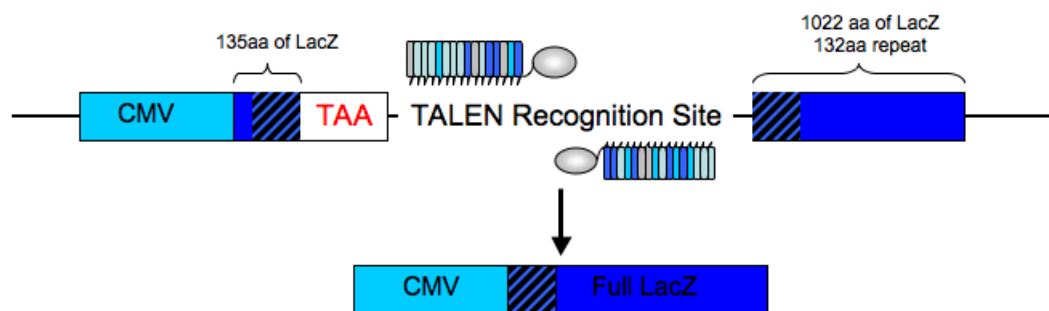 1022 aa of LacZ
132aa repeat
135aa of LacZ
CMV
TAA
TALEN Recognition Site
CMV
Full LacZ